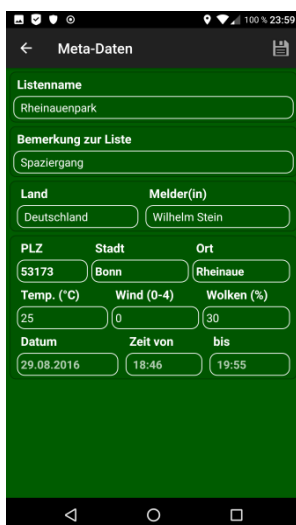 100 % 23:59
Meta-Daten
Listenname
Rheinauenpark
Bemerkung zur Liste
Spaziergang
Land Melder(in)
Deutschland Wilhelm Stein
PLZ Stadt Ort
53173 Bonn Rheinaue
Temp. (°C) Wind (0-4) Wolken (%)
25 0 30
Datum Zeit von bis
29.08.2016 18:46 19:55